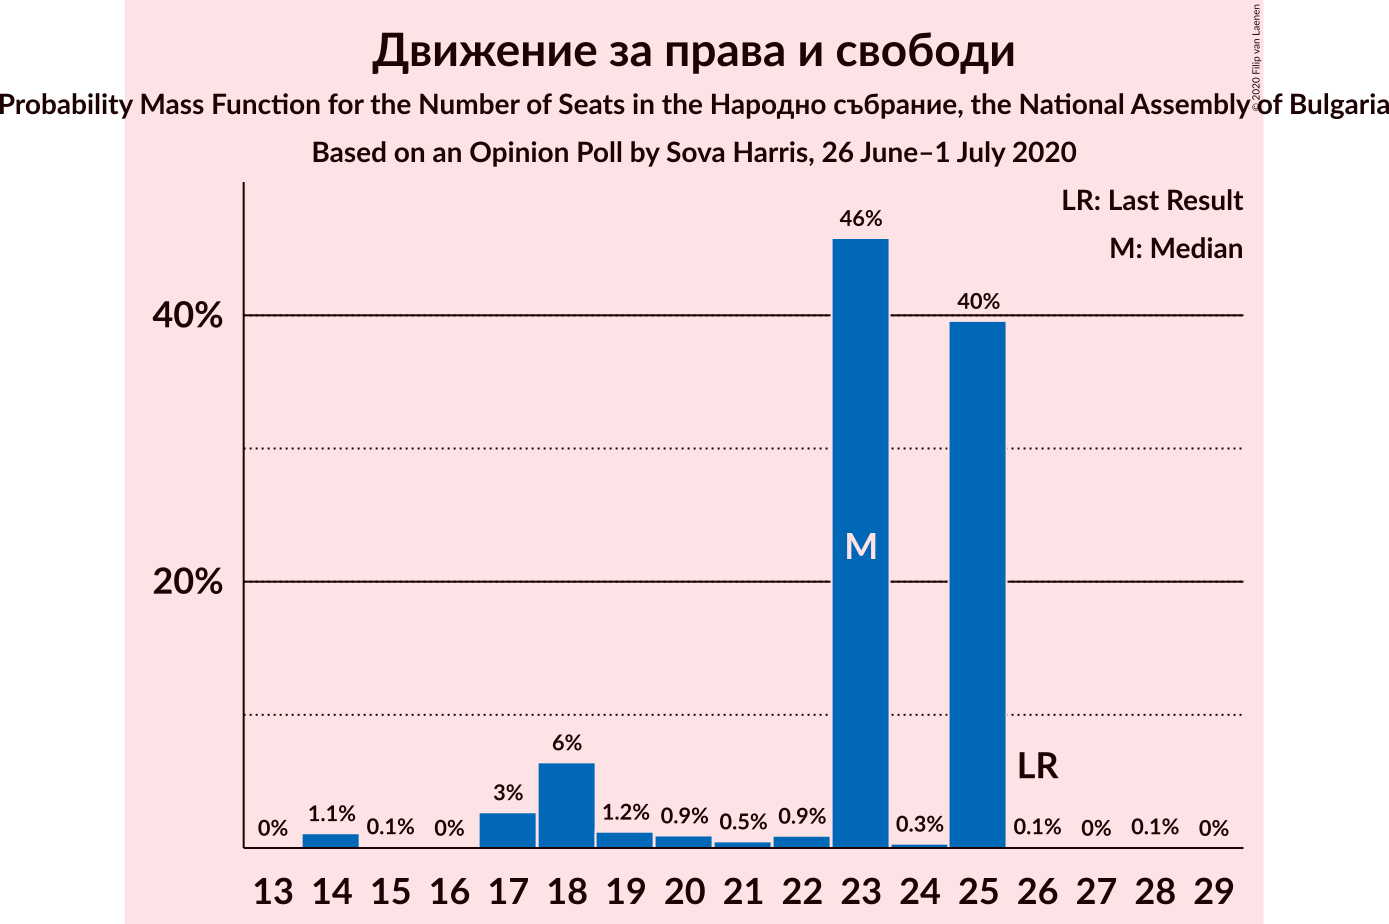 Движение за права и свободи
Probability Mass Function for the Number of Seats in the Народно събрание, the National Assembly of Bulgaria
Based on an Opinion Poll by Sova Harris, 26 June–1 July 2020
© 2020 Filip van Laenen
LR: Last Result
M: Median
46%
40%
40%
M
20%
6%
LR
3%
0% 1.1% 0.1% 0% 1.2% 0.9% 0.5% 0.9% 0.3% 0.1% 0% 0.1% 0%
13 14 15 16 17 18 19 20 21 22 23 24 25 26 27 28 29